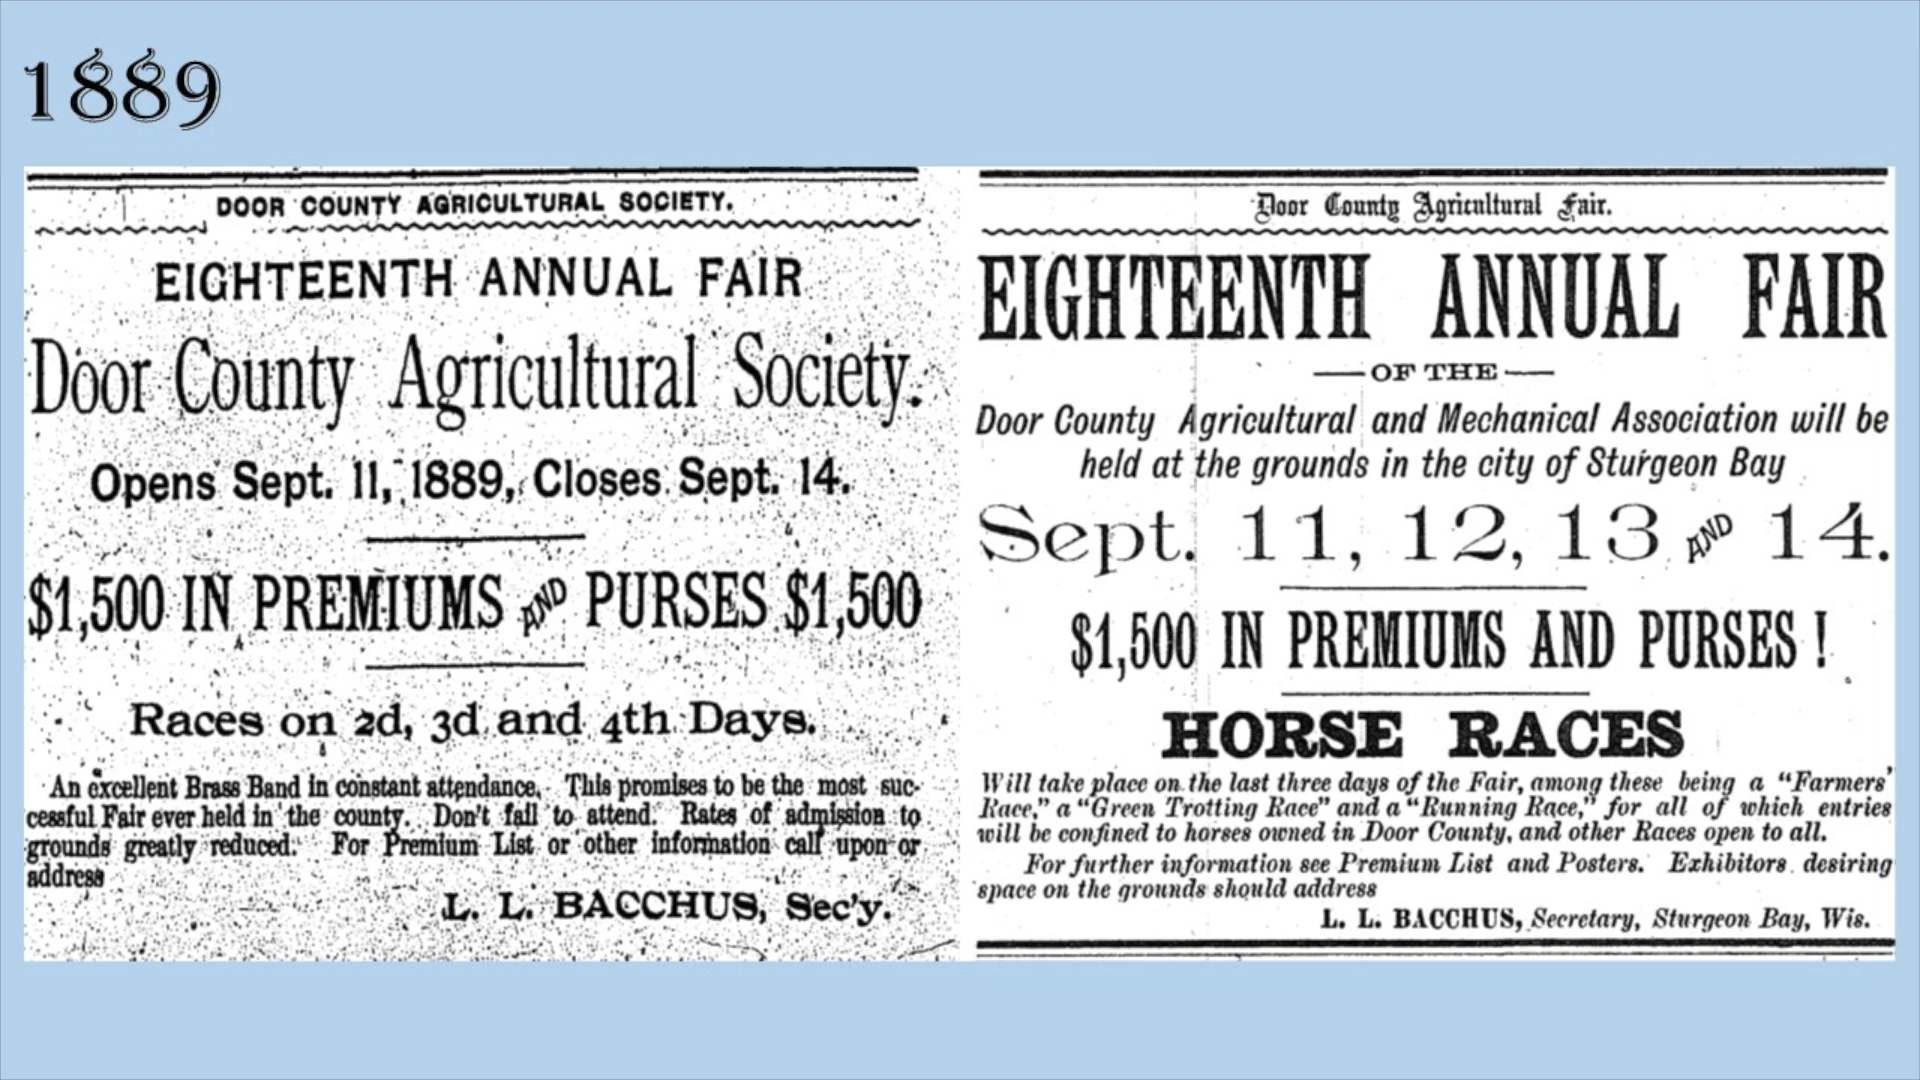 1889
DOOR COUNTY AGRICULTURAL SOCIETY.
EIGHTEENTH ANNUAL FAIR
Door County Agricultural Society.
Opens Sept. 11, 1889, Closes Sept. 14.
$1,500 IN PREMIUMS AND PURSES $1,500
Races on 2d, 3d and 4th Days.
An excellent Brass Band in constant attendance. This promises to be the most suc-
cessful Fair ever held in the county. Don't fail to attend. Rates of admission to
grounds greatly reduced. For Premium List or other information call upon or
address
L. L. BACCHUS, Sec'y.
Door County Agricultural Fair.
EIGHTEENTH ANNUAL FAIR
— OF THE —
Door County Agricultural and Mechanical Association will be
held at the grounds in the city of Sturgeon Bay
Sept. 11, 12, 13 AND 14.
$1,500 IN PREMIUMS AND PURSES !
HORSE RACES
Will take place on the last three days of the Fair, among these being a "Farmers'
Race," a "Green Trotting Race" and a "Running Race," for all of which entries
will be confined to horses owned in Door County, and other Races open to all.
For further information see Premium List and Posters. Exhibitors desiring
space on the grounds should address
L. L. BACCHUS, Secretary, Sturgeon Bay, Wis.